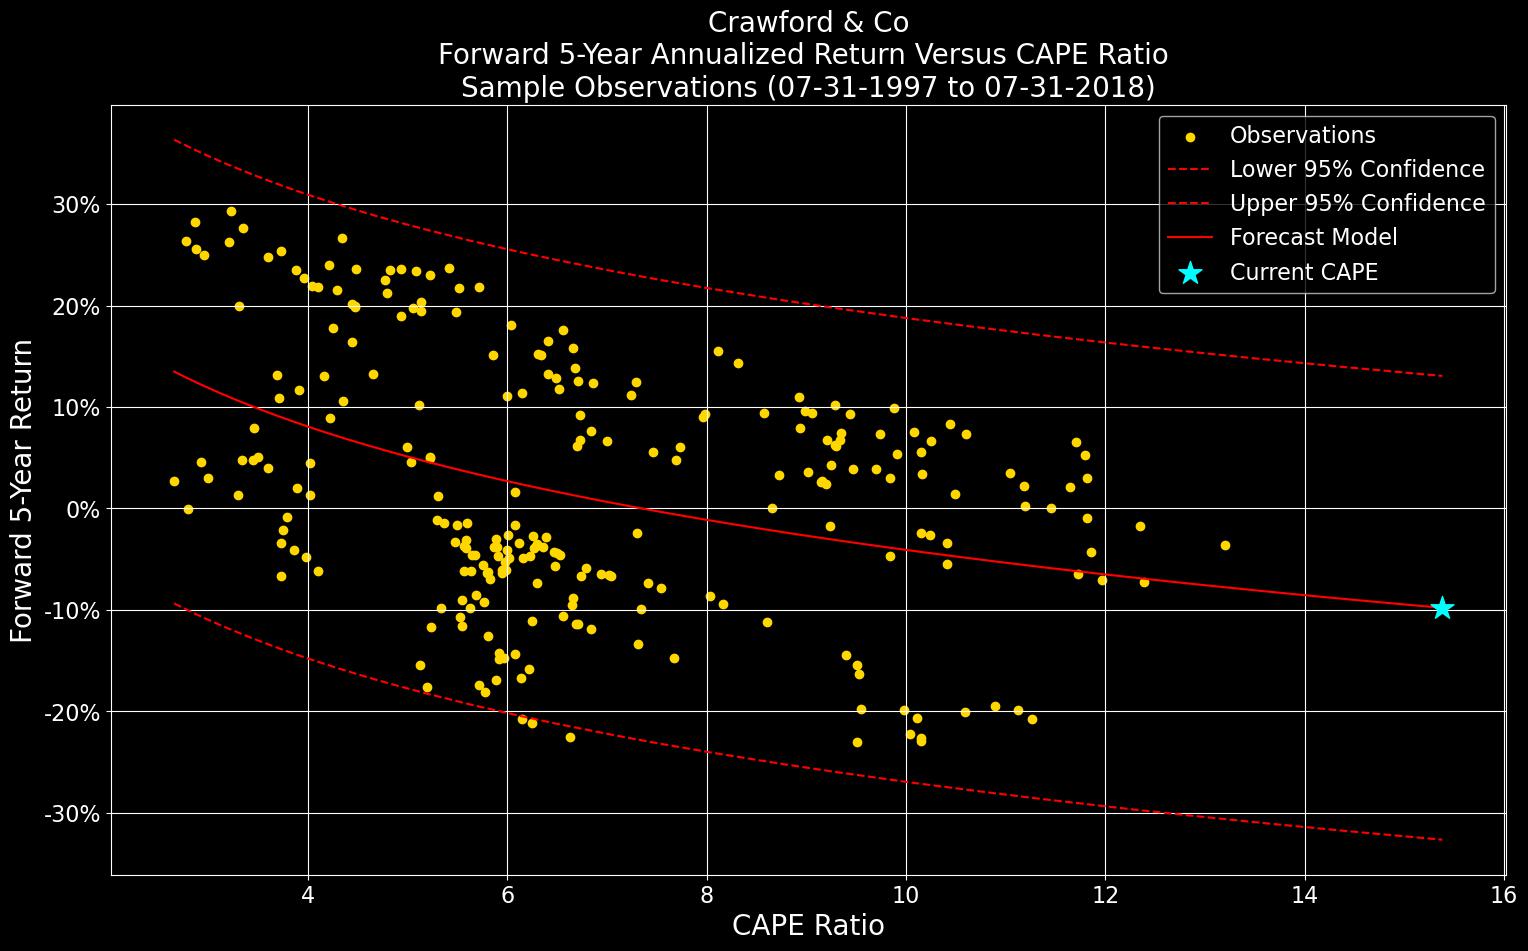 Crawford & Co
Forward 5-Year Annualized Return Versus CAPE Ratio
Sample Observations (07-31-1997 to 07-31-2018)
Observations
Lower 95% Confidence
Upper 95% Confidence
Forecast Model
Current CAPE
Forward 5-Year Return
30%
20%
10%
0%
-10%
-20%
-30%
4 6 8 10 12 14 16
CAPE Ratio